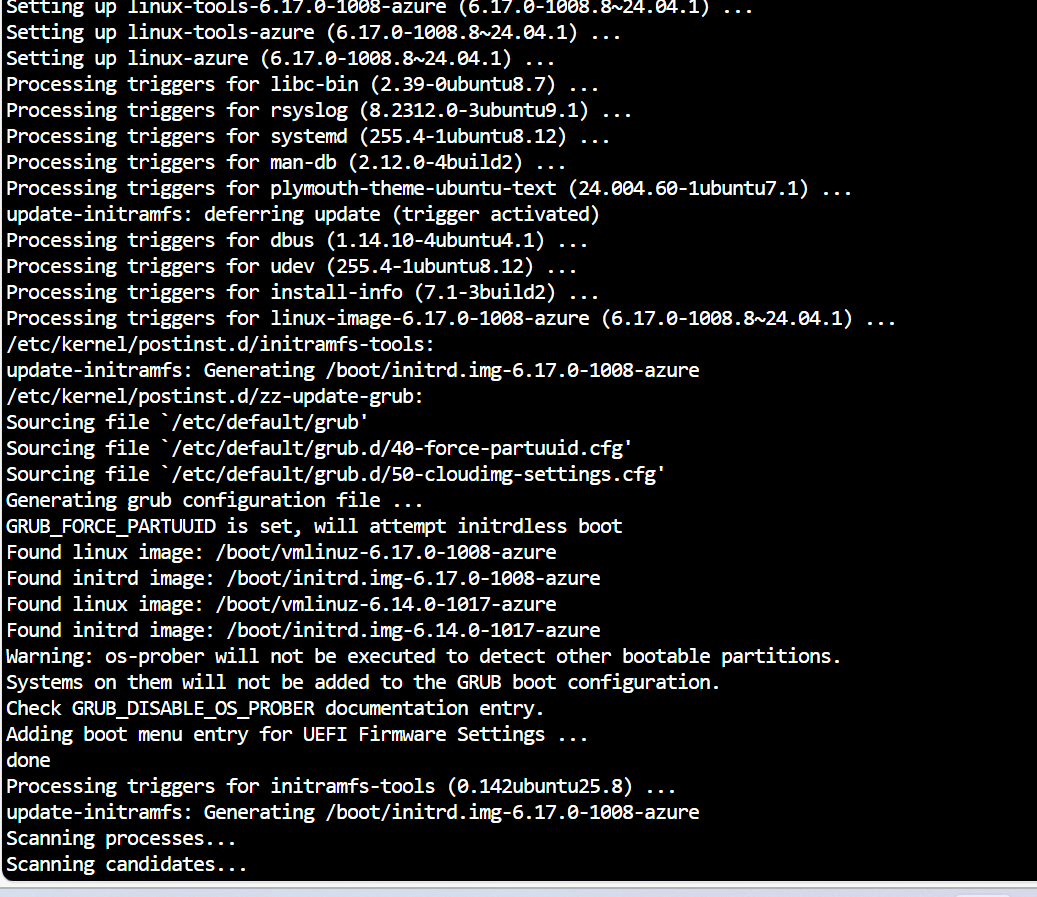 Setting up linux-tools-6.17.0-1008-azure (6.17.0-1008.8~24.04.1) ...
Setting up linux-tools-azure (6.17.0-1008.8~24.04.1) ...
Setting up linux-azure (6.17.0-1008.8~24.04.1) ...
Processing triggers for libc-bin (2.39-0ubuntu8.7) ...
Processing triggers for rsyslog (8.2312.0-3ubuntu9.1) ...
Processing triggers for systemd (255.4-1ubuntu8.12) ...
Processing triggers for man-db (2.12.0-4build2) ...
Processing triggers for plymouth-theme-ubuntu-text (24.004.60-1ubuntu7.1) ...
update-initramfs: deferring update (trigger activated)
Processing triggers for dbus (1.14.10-4ubuntu4.1) ...
Processing triggers for udev (255.4-1ubuntu8.12) ...
Processing triggers for install-info (7.1-3build2) ...
Processing triggers for linux-image-6.17.0-1008-azure (6.17.0-1008.8~24.04.1) ...
/etc/kernel/postinst.d/initramfs-tools:
update-initramfs: Generating /boot/initrd.img-6.17.0-1008-azure
/etc/kernel/postinst.d/zz-update-grub:
Sourcing file `/etc/default/grub'
Sourcing file `/etc/default/grub.d/40-force-partuuid.cfg'
Sourcing file `/etc/default/grub.d/50-cloudimg-settings.cfg'
Generating grub configuration file ...
GRUB_FORCE_PARTUUID is set, will attempt initrdless boot
Found linux image: /boot/vmlinuz-6.17.0-1008-azure
Found initrd image: /boot/initrd.img-6.17.0-1008-azure
Found linux image: /boot/vmlinuz-6.14.0-1017-azure
Found initrd image: /boot/initrd.img-6.14.0-1017-azure
Warning: os-prober will not be executed to detect other bootable partitions.
Systems on them will not be added to the GRUB boot configuration.
Check GRUB_DISABLE_OS_PROBER documentation entry.
Adding boot menu entry for UEFI Firmware Settings ...
done
Processing triggers for initramfs-tools (0.142ubuntu25.8) ...
update-initramfs: Generating /boot/initrd.img-6.17.0-1008-azure
Scanning processes...
Scanning candidates...